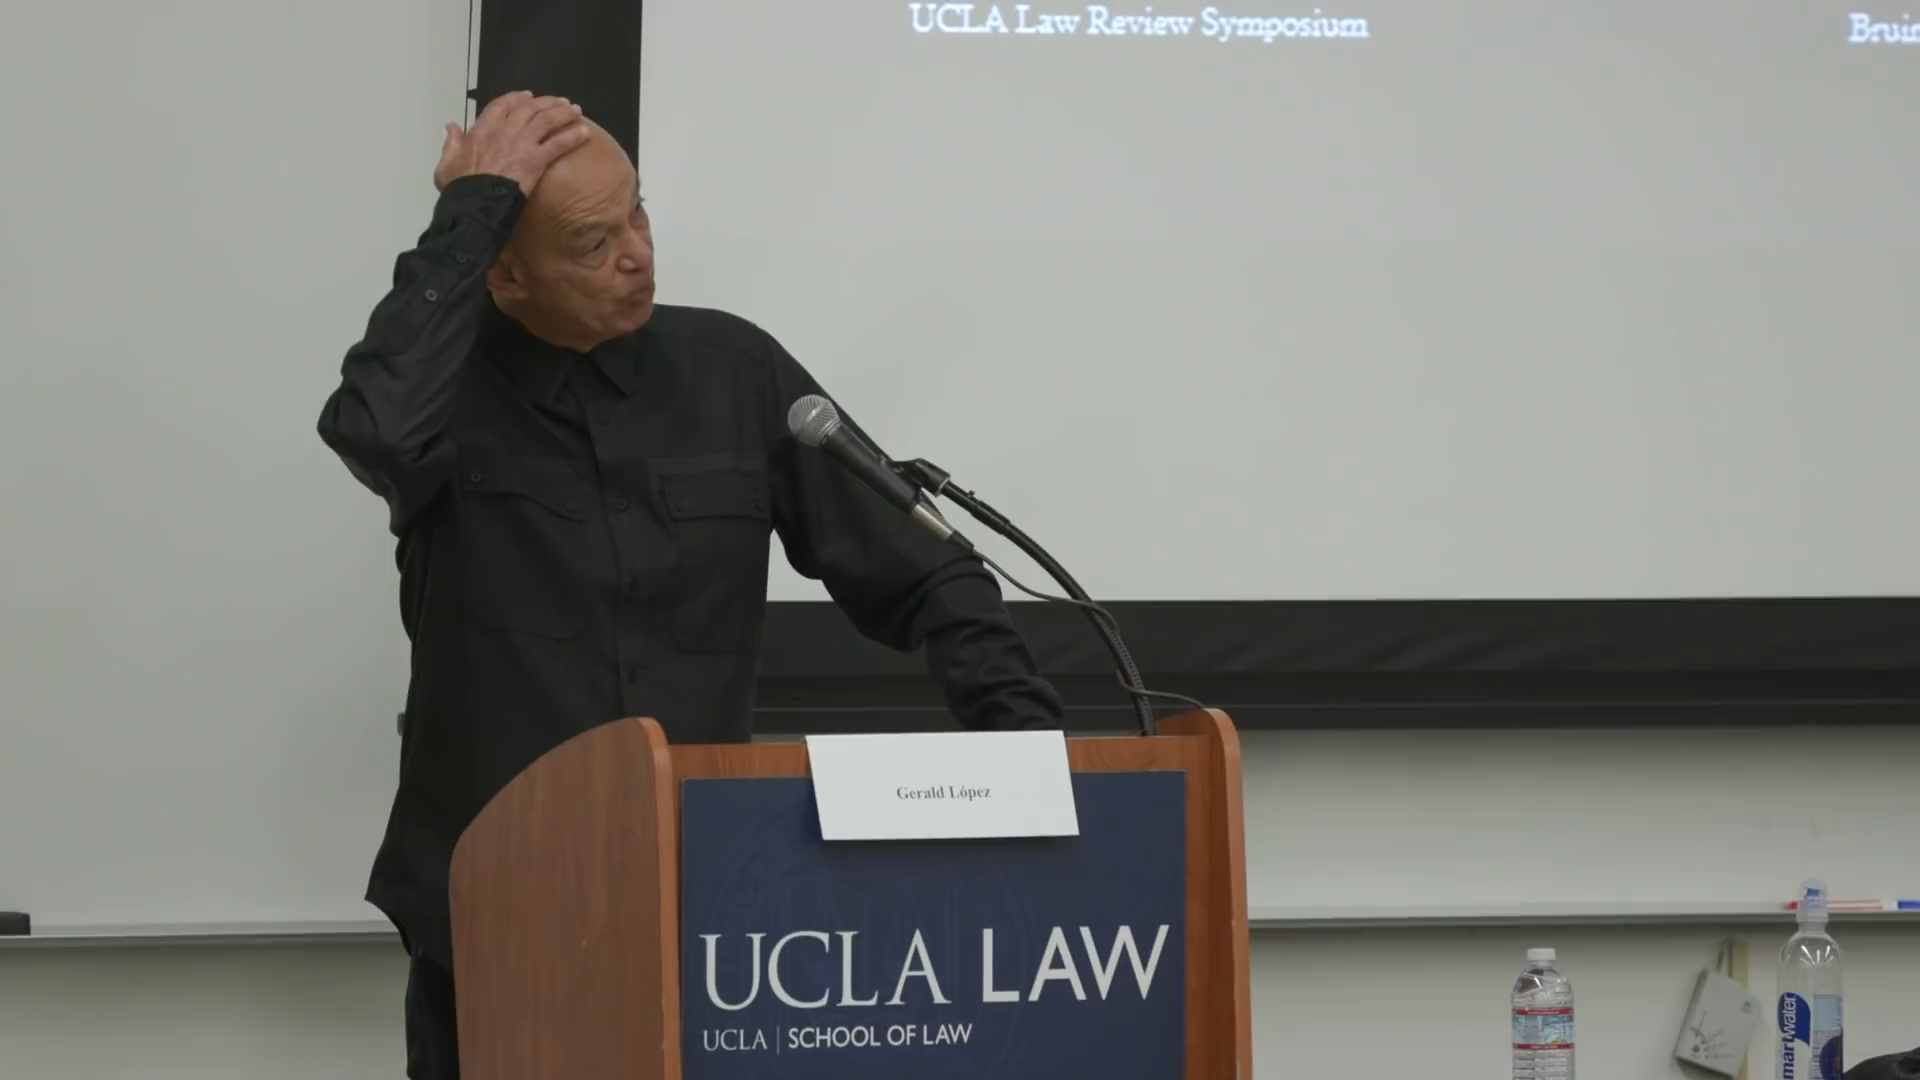 UCLA Law Review Symposium
Gerald López
UCLA LAW
UCLA | SCHOOL OF LAW